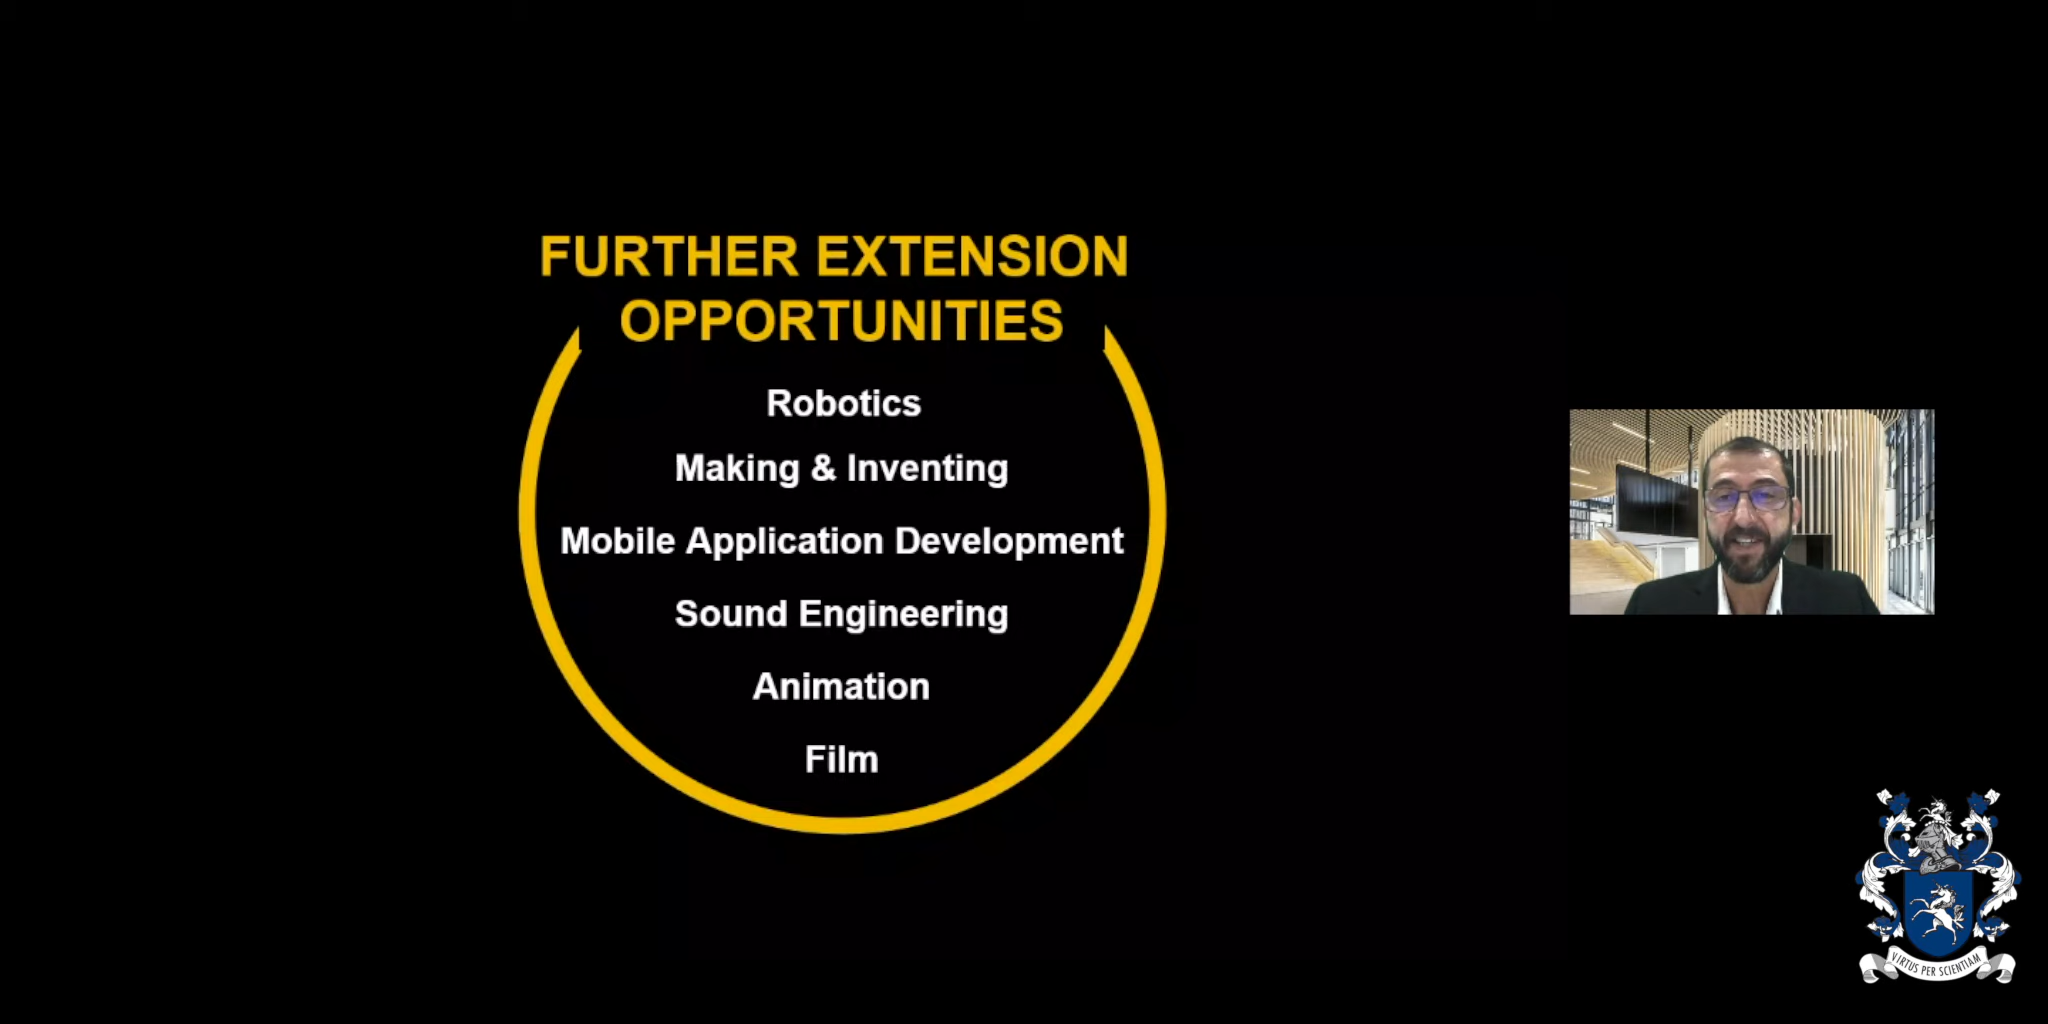 FURTHER EXTENSION
OPPORTUNITIES
Robotics
Making & Inventing
Mobile Application Development
Sound Engineering
Animation
Film
VIRTUS PER SCIENTIAM